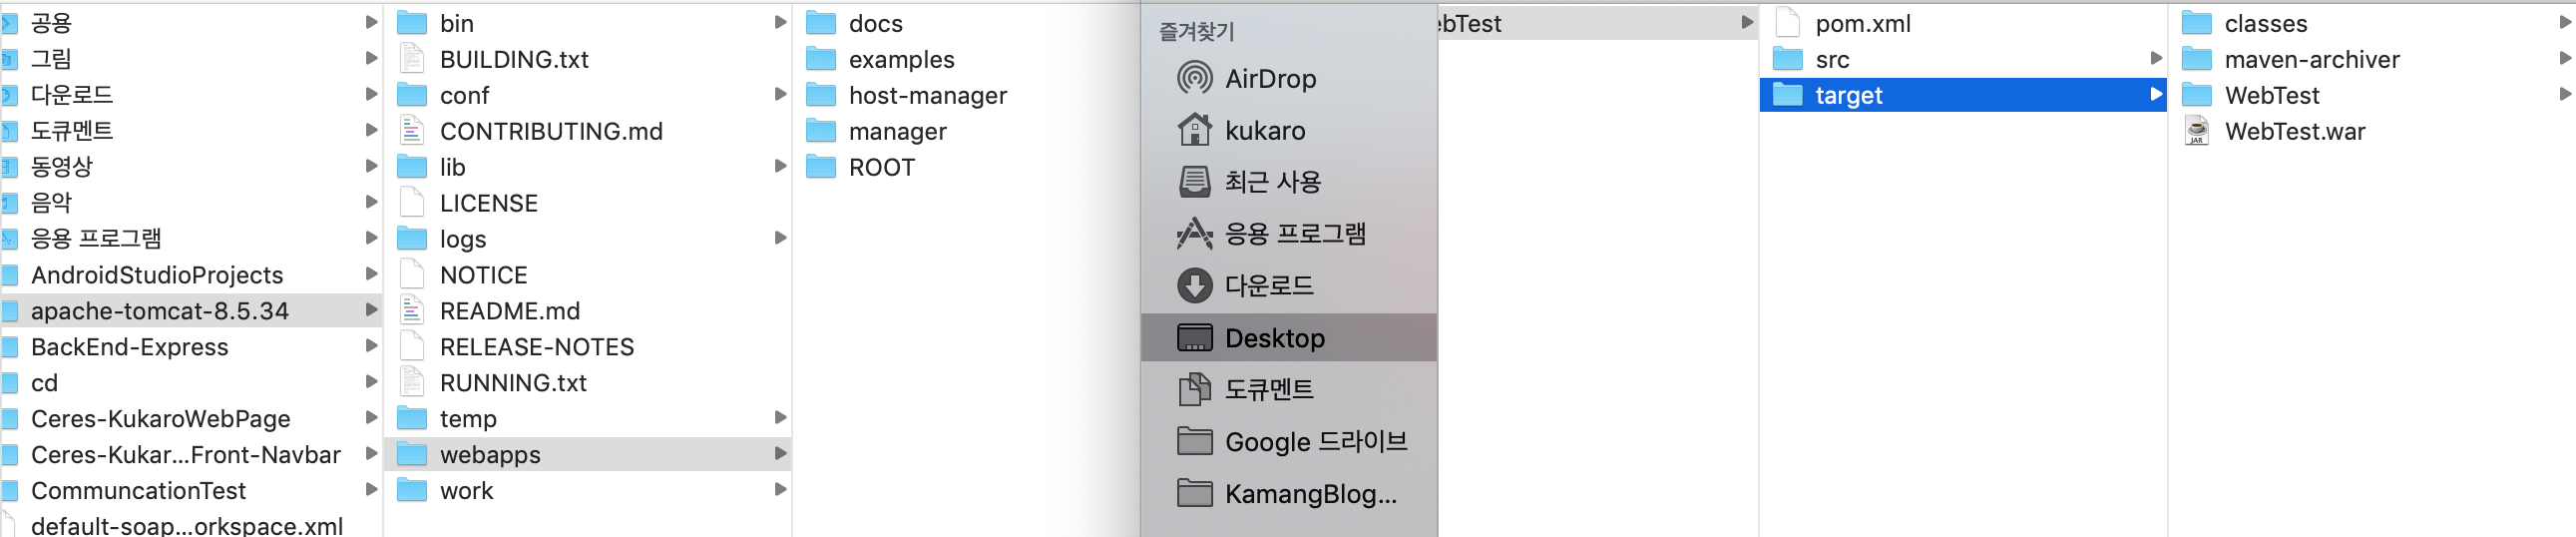 공용
그림
다운로드
도큐멘트
동영상
음악
응용 프로그램
AndroidStudioProjects
apache-tomcat-8.5.34
BackEnd-Express
cd
Ceres-KukaroWebPage
Ceres-Kukar...Front-Navbar
CommuncationTest
default-soap...orkspace.xml
bin
BUILDING.txt
conf
CONTRIBUTING.md
lib
LICENSE
logs
NOTICE
README.md
RELEASE-NOTES
RUNNING.txt
temp
webapps
work
docs
examples
host-manager
manager
ROOT
즐겨찾기
AirDrop
kukaro
최근 사용
응용 프로그램
다운로드
Desktop
도큐멘트
Google 드라이브
KamangBlog...
ebTest
pom.xml
src
target
classes
maven-archiver
WebTest
WebTest.war
JAR